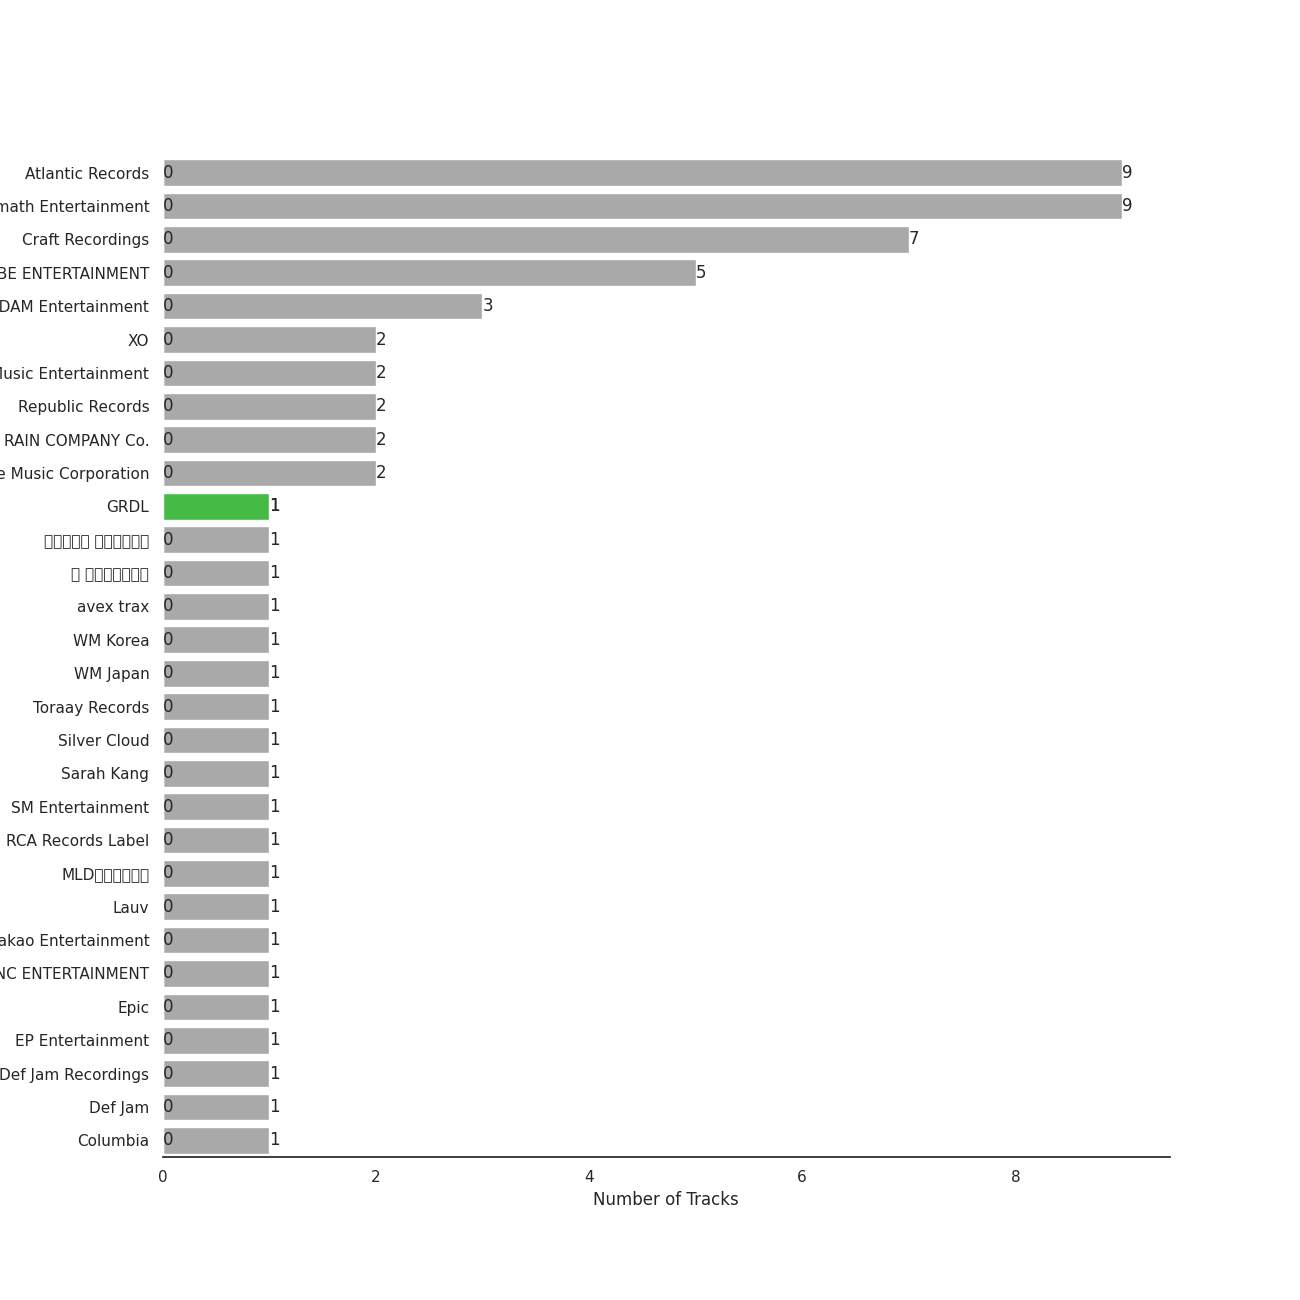 Atlantic Records 0 9
math Entertainment 0 9
Craft Recordings 0 7
BE ENTERTAINMENT 0 5
DAM Entertainment 0 3
XO 0 2
Music Entertainment 0 2
Republic Records 0 2
RAIN COMPANY Co. 0 2
e Music Corporation 0 2
GRDL 1
0 1
0 1
avex trax 0 1
WM Korea 0 1
WM Japan 0 1
Toraay Records 0 1
Silver Cloud 0 1
Sarah Kang 0 1
SM Entertainment 0 1
RCA Records Label 0 1
MLD 0 1
Lauv 0 1
akao Entertainment 0 1
NC ENTERTAINMENT 0 1
Epic 0 1
EP Entertainment 0 1
Def Jam Recordings 0 1
Def Jam 0 1
Columbia 0 1
0 2 4 6 8
Number of Tracks